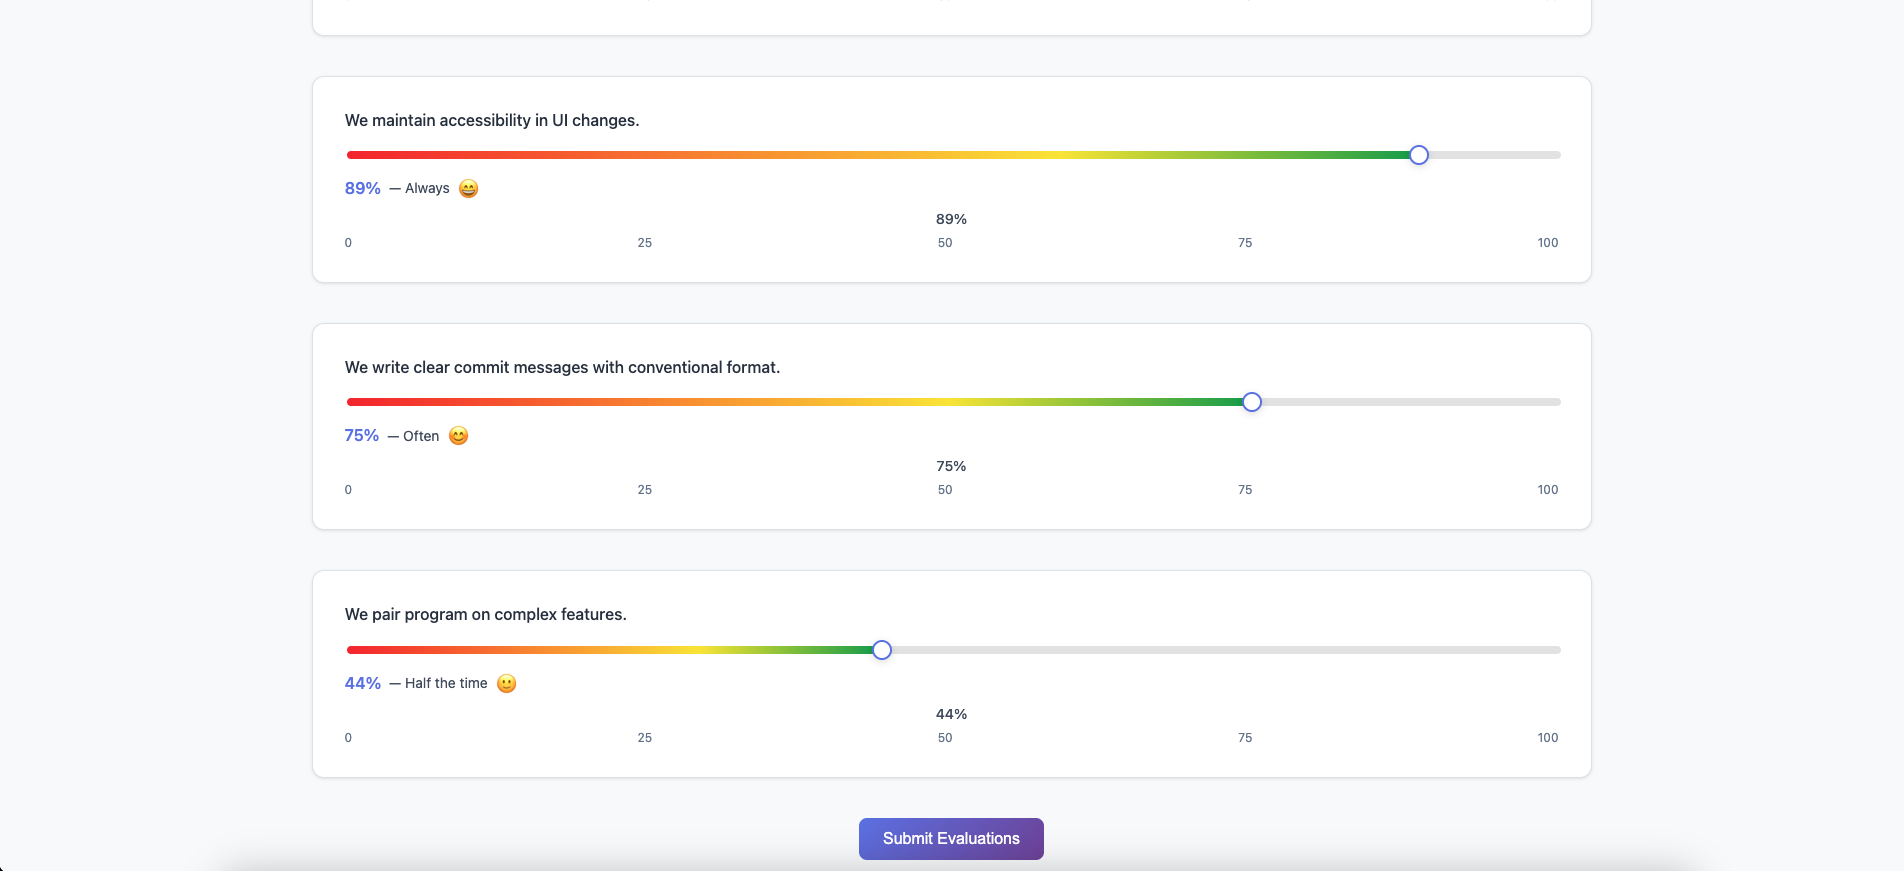 We maintain accessibility in UI changes.
89% — Always 😄
89%
0 25 50 75 100
We write clear commit messages with conventional format.
75% — Often 😊
75%
0 25 50 75 100
We pair program on complex features.
44% — Half the time 🙂
44%
0 25 50 75 100
Submit Evaluations